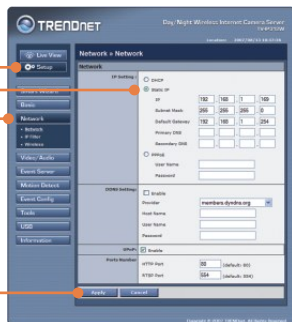 TRENDNET
Day/Night Wireless Internet Camera Server
Live View
Setup
Network » Network
Network
Smart Wizard
Basic
Network
• Network
• IP Filter
• Wireless
Video/Audio
Event Server
Motion Detect
Event Config
Tools
USB
Information
IP Setting:
DHCP
Static IP
IP 192 168 1 169
Subnet Mask 255 255 255 0
Default Gateway 192 168 1 254
Primary DNS
Secondary DNS
PPPoE
User Name
Password
DDNS Setting:
Enable
Provider members.dyndns.org
Host Name
User Name
Password
UPnP:
Enable
Ports Number
HTTP Port 80 (default: 80)
RTSP Port 554 (default: 554)
Apply Cancel